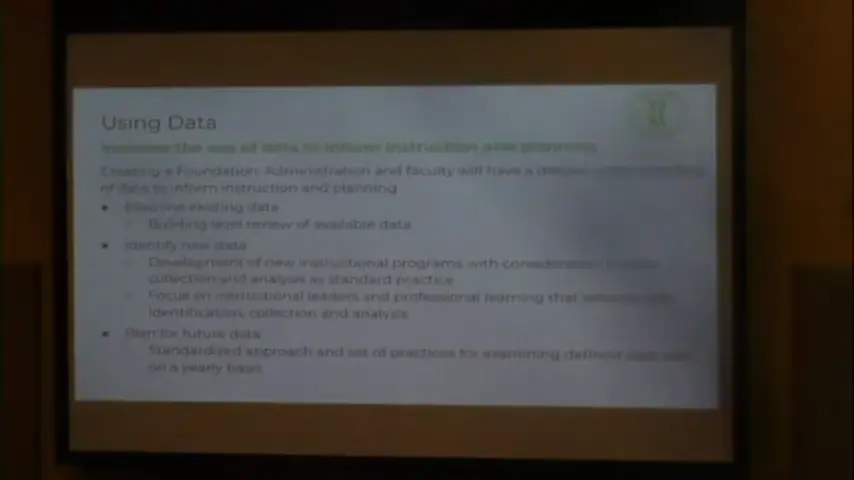 Using Data
Increase the use of data to inform instruction and planning
Creating a Foundation: Administration and faculty will have a deeper understanding
of data to inform instruction and planning
● existing data
○ Building level review of available data
● Identify new data
○ Development of new instructional programs with consideration
collection and analysis as standard practice
○ Focus on instructional leaders and professional learning that
identification, collection and analysis
● Plan for future data
Standardized approach and set of practices for examining defined
on a yearly basis